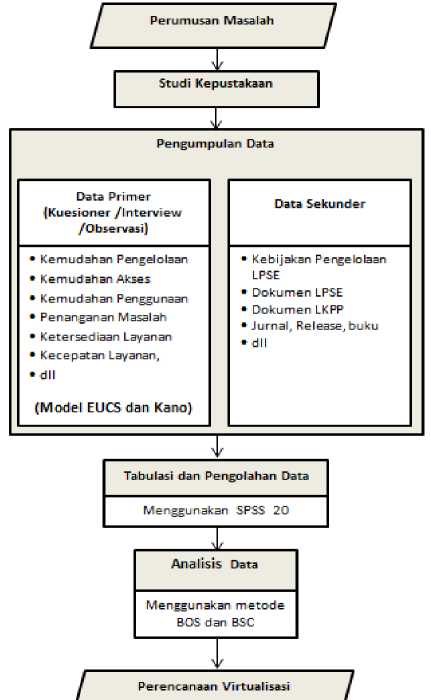 Perumusan Masalah
Studi Kepustakaan
Pengumpulan Data
Data Primer
(Kuesioner /Interview
/Observasi)
• Kemudahan Pengelolaan
• Kemudahan Akses
• Kemudahan Penggunaan
• Penanganan Masalah
• Ketersediaan Layanan
• Kecepatan Layanan,
• dll
(Model EUCS dan Kano)
Data Sekunder
• Kebijakan Pengelolaan
LPSE
• Dokumen LPSE
• Dokumen LKPP
• Jurnal, Release, buku
• dll
Tabulasi dan Pengolahan Data
Menggunakan SPSS 20
Analisis Data
Menggunakan metode
BOS dan BSC
Perencanaan Virtualisasi